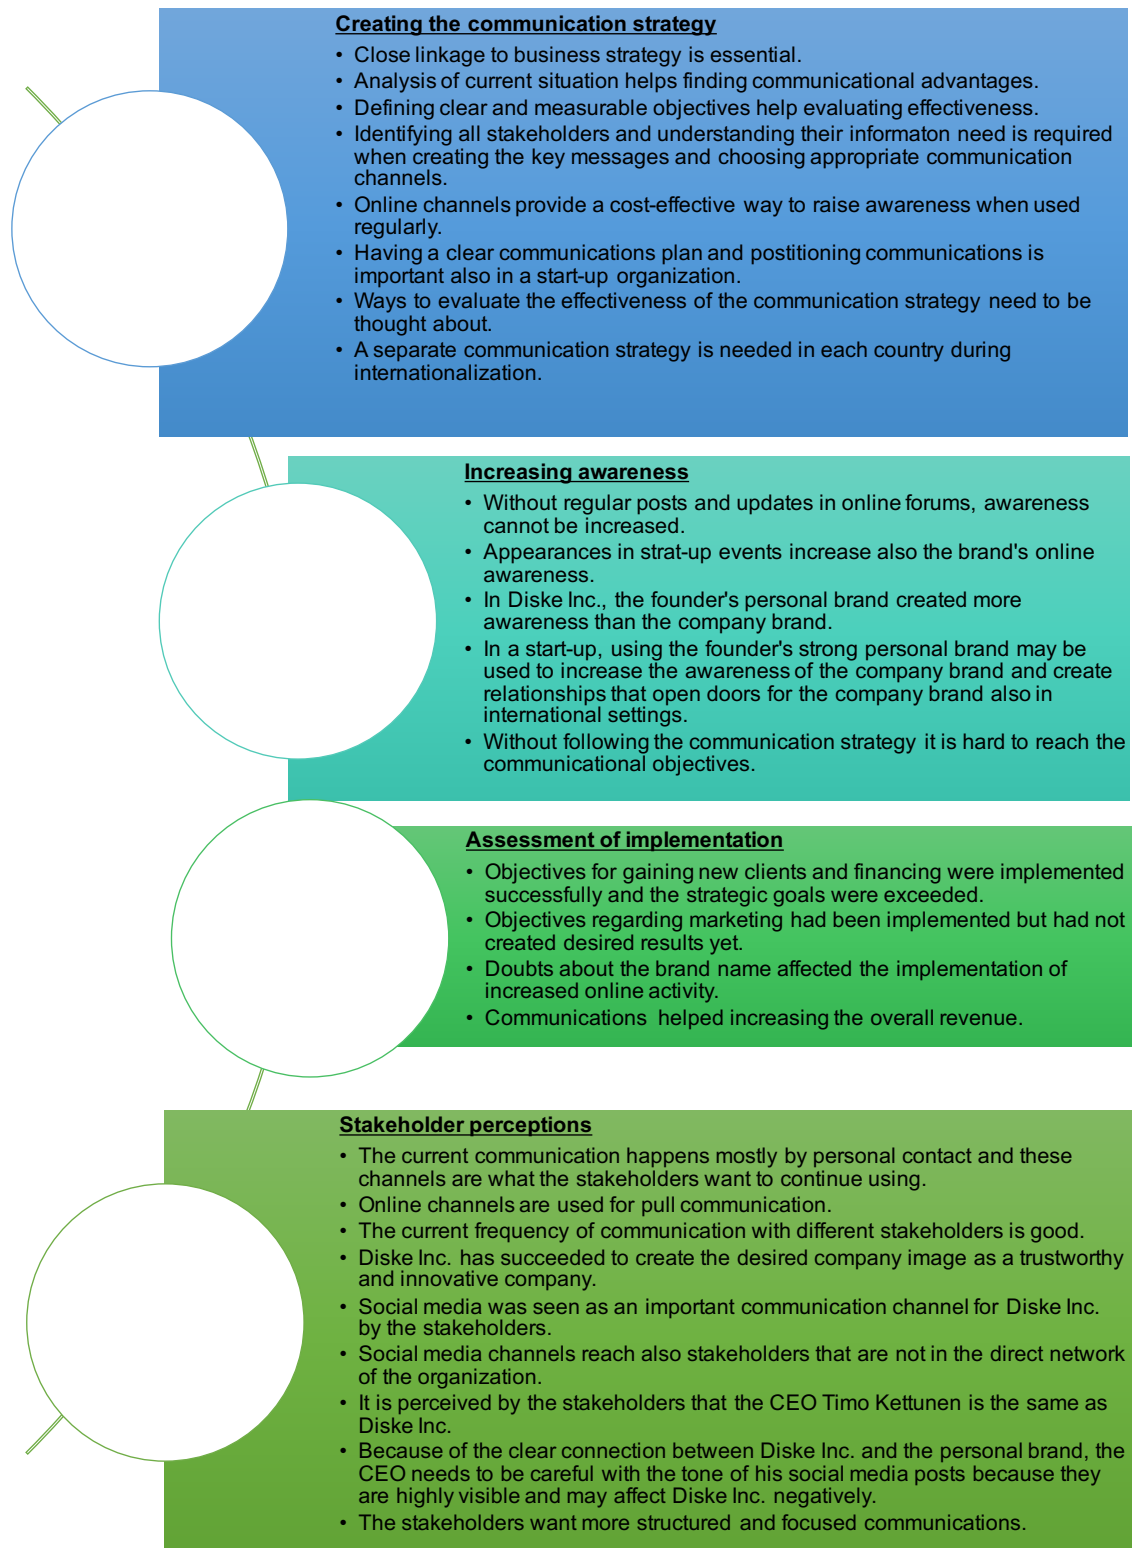 Creating the communication strategy
• Close linkage to business strategy is essential.
• Analysis of current situation helps finding communicational advantages.
• Defining clear and measurable objectives help evaluating effectiveness.
• Identifying all stakeholders and understanding their informaton need is required
when creating the key messages and choosing appropriate communication
channels.
• Online channels provide a cost-effective way to raise awareness when used
regularly.
• Having a clear communications plan and postitioning communications is
important also in a start-up organization.
• Ways to evaluate the effectiveness of the communication strategy need to be
thought about.
• A separate communication strategy is needed in each country during
internationalization.
Increasing awareness
• Without regular posts and updates in online forums, awareness
cannot be increased.
• Appearances in strat-up events increase also the brand's online
awareness.
• In Diske Inc., the founder's personal brand created more
awareness than the company brand.
• In a start-up, using the founder's strong personal brand may be
used to increase the awareness of the company brand and create
relationships that open doors for the company brand also in
international settings.
• Without following the communication strategy it is hard to reach the
communicational objectives.
Assessment of implementation
• Objectives for gaining new clients and financing were implemented
successfully and the strategic goals were exceeded.
• Objectives regarding marketing had been implemented but had not
created desired results yet.
• Doubts about the brand name affected the implementation of
increased online activity.
• Communications helped increasing the overall revenue.
Stakeholder perceptions
• The current communication happens mostly by personal contact and these
channels are what the stakeholders want to continue using.
• Online channels are used for pull communication.
• The current frequency of communication with different stakeholders is good.
• Diske Inc. has succeeded to create the desired company image as a trustworthy
and innovative company.
• Social media was seen as an important communication channel for Diske Inc.
by the stakeholders.
• Social media channels reach also stakeholders that are not in the direct network
of the organization.
• It is perceived by the stakeholders that the CEO Timo Kettunen is the same as
Diske Inc.
• Because of the clear connection between Diske Inc. and the personal brand, the
CEO needs to be careful with the tone of his social media posts because they
are highly visible and may affect Diske Inc. negatively.
• The stakeholders want more structured and focused communications.